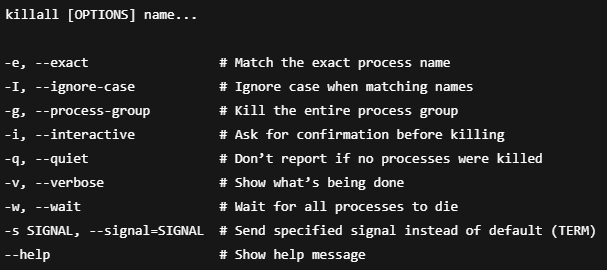 killall [OPTIONS] name...
-e, --exact # Match the exact process name
-I, --ignore-case # Ignore case when matching names
-g, --process-group # Kill the entire process group
-i, --interactive # Ask for confirmation before killing
-q, --quiet # Don’t report if no processes were killed
-v, --verbose # Show what’s being done
-w, --wait # Wait for all processes to die
-s SIGNAL, --signal=SIGNAL # Send specified signal instead of default (TERM)
--help # Show help message